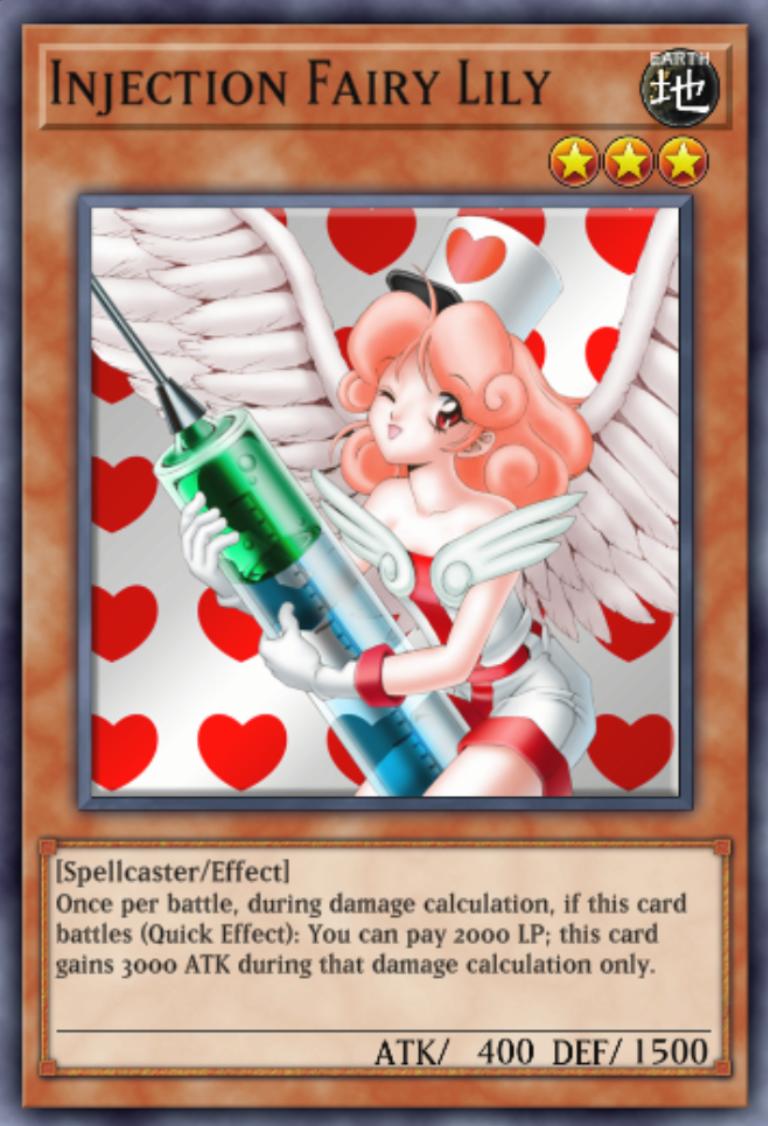 Injection Fairy Lily
EARTH
地
[Spellcaster/Effect]
Once per battle, during damage calculation, if this card
battles (Quick Effect): You can pay 2000 LP; this card
gains 3000 ATK during that damage calculation only.
ATK/ 400 DEF/ 1500